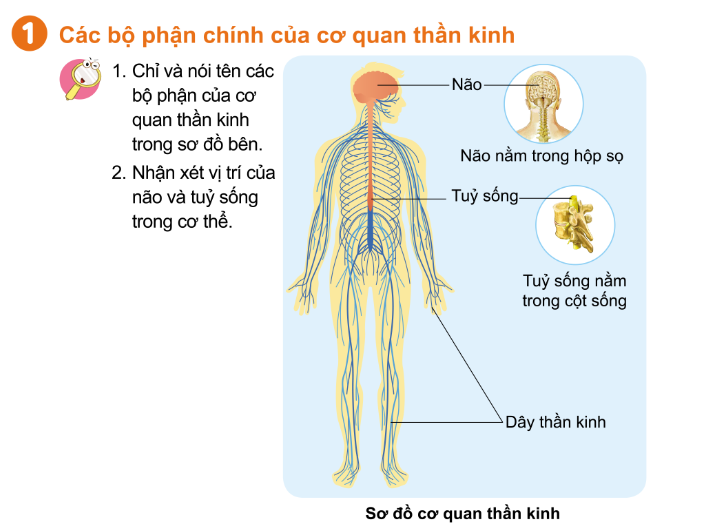 1 Các bộ phận chính của cơ quan thần kinh
1. Chỉ và nói tên các
bộ phận của cơ
quan thần kinh
trong sơ đồ bên.
2. Nhận xét vị trí của
não và tuỷ sống
trong cơ thể.
Não
Não nằm trong hộp sọ
Tuỷ sống
Tuỷ sống nằm
trong cột sống
Dây thần kinh
Sơ đồ cơ quan thần kinh